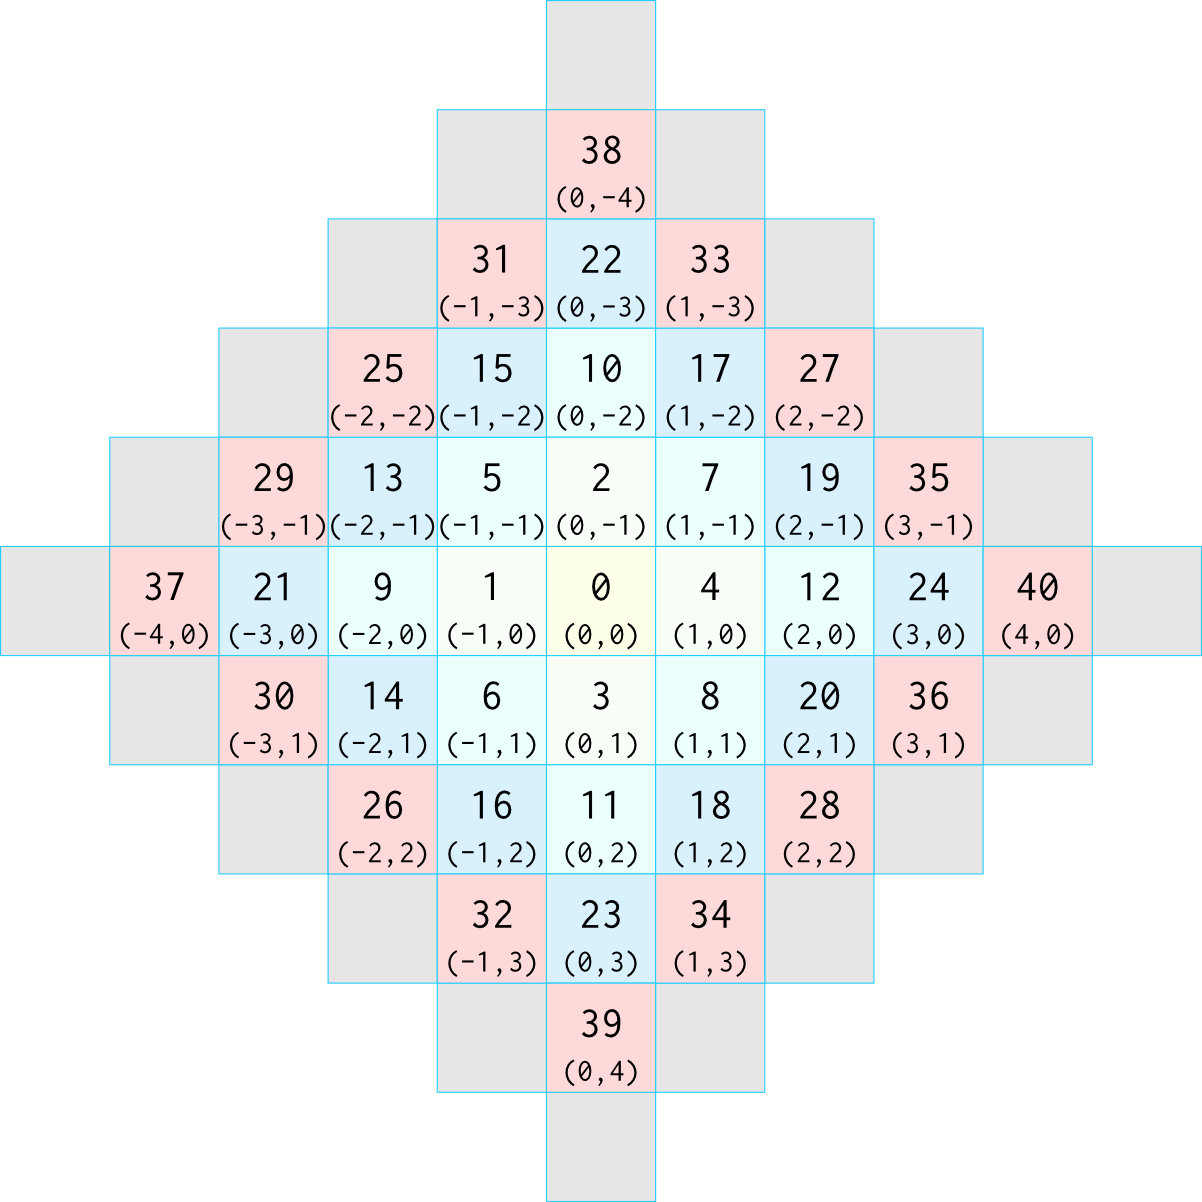 38
(0,−4)
31 22 33
(−1,−3) (0,−3) (1,−3)
25 15 10 17 27
(−2,−2) (−1,−2) (0,−2) (1,−2) (2,−2)
29 13 5 2 7 19 35
(−3,−1) (−2,−1) (−1,−1) (0,−1) (1,−1) (2,−1) (3,−1)
37 21 9 1 0 4 12 24 40
(−4,0) (−3,0) (−2,0) (−1,0) (0,0) (1,0) (2,0) (3,0) (4,0)
30 14 6 3 8 20 36
(−3,1) (−2,1) (−1,1) (0,1) (1,1) (2,1) (3,1)
26 16 11 18 28
(−2,2) (−1,2) (0,2) (1,2) (2,2)
32 23 34
(−1,3) (0,3) (1,3)
39
(0,4)